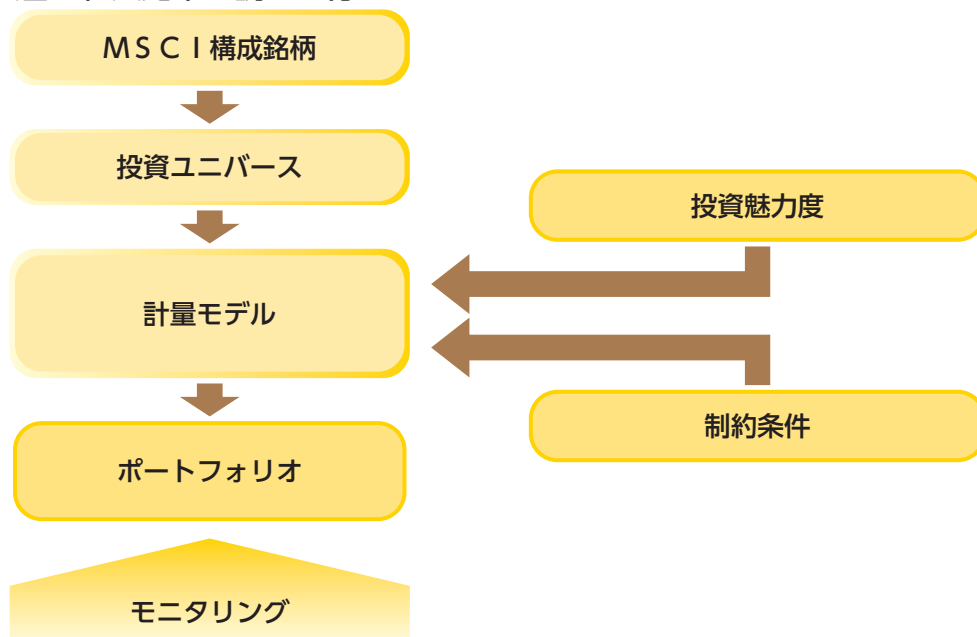 MSCI構成銘柄
投資ユニバース
投資魅力度
計量モデル
制約条件
ポートフォリオ
モニタリング